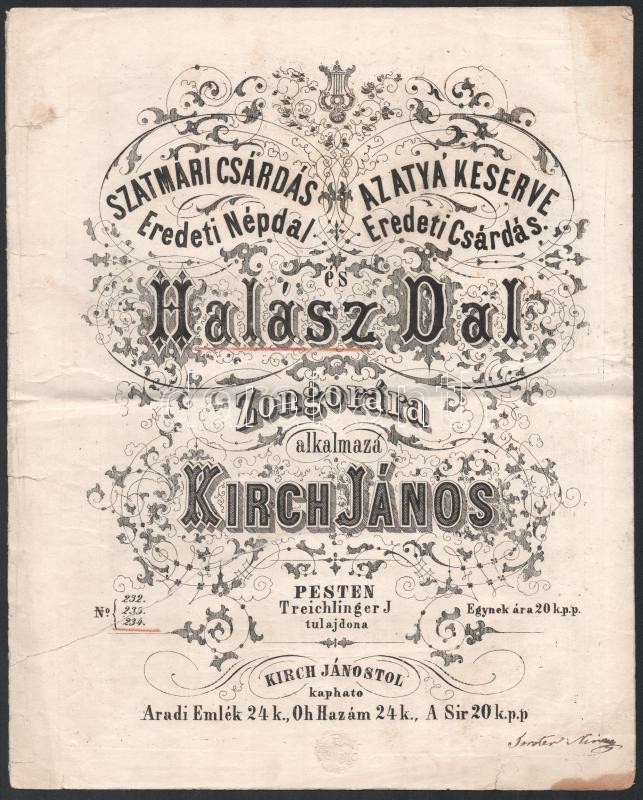 SZATMÁRI CSÁRDÁS
Eredeti Népdal
AZ ATYA' KESERVE
Eredeti Csárdás.
és
Halász Dal
Zongorára
alkalmazá
KIRCH JÁNOS
PESTEN
Treichlinger J
tulajdona
No.
232.
233.
234.
Egynek ára 20 k.p.p.
KIRCH JÁNOSTOL
kapható
Aradi Emlék 24 k., Oh Hazám 24 k., A Sir 20 k.p.p